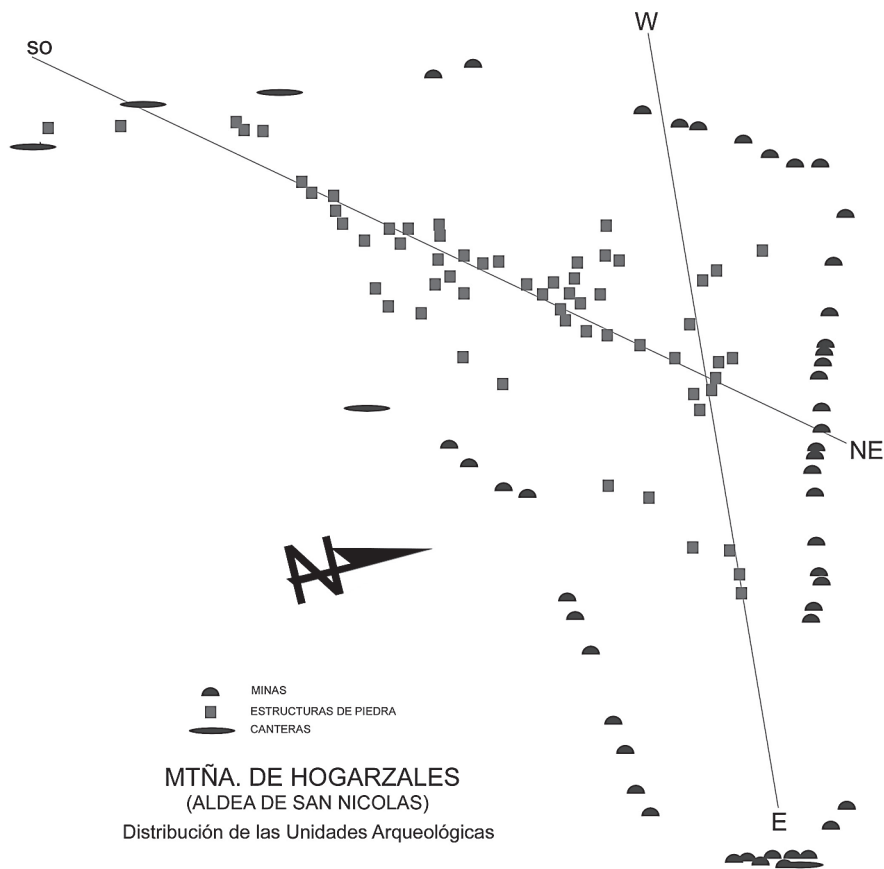 W
SO
NE
N
MINAS
ESTRUCTURAS DE PIEDRA
CANTERAS
MTÑA. DE HOGARZALES
(ALDEA DE SAN NICOLAS)
Distribución de las Unidades Arqueológicas
E